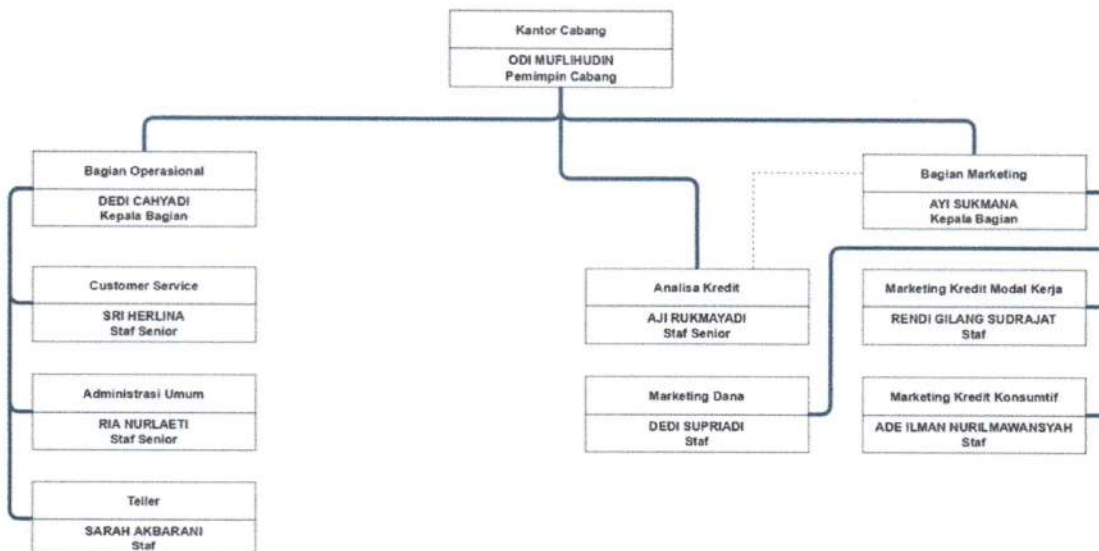 Kantor Cabang
ODI MUFLIHUDIN
Pemimpin Cabang
Bagian Operasional
DEDI CAHYADI
Kepala Bagian
Bagian Marketing
AYI SUKMANA
Kepala Bagian
Customer Service
SRI HERLINA
Staf Senior
Analisa Kredit
AJI RUKMAYADI
Staf Senior
Marketing Kredit Modal Kerja
RENDI GILANG SUDRAJAT
Staf
Administrasi Umum
RIA NURLAETI
Staf Senior
Marketing Dana
DEDI SUPRIADI
Staf
Marketing Kredit Konsumtif
ADE ILMAN NURILMAWANSYAH
Staf
Teller
SARAH AKBARANI
Staf